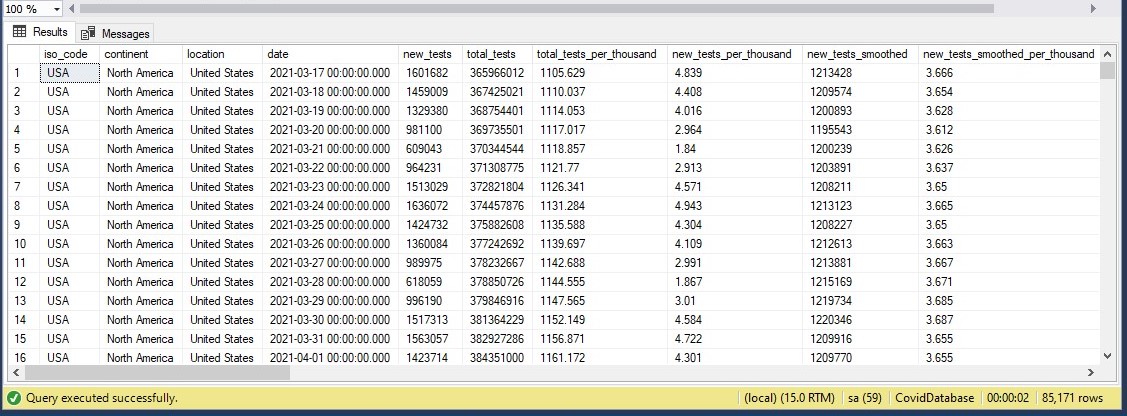 100 %
Results Messages
iso_code continent location date new_tests total_tests total_tests_per_thousand new_tests_per_thousand new_tests_smoothed new_tests_smoothed_per_thousand
1 USA North America United States 2021-03-17 00:00:00.000 1601682 365966012 1105.629 4.839 1213428 3.666
2 USA North America United States 2021-03-18 00:00:00.000 1459009 367425021 1110.037 4.408 1209574 3.654
3 USA North America United States 2021-03-19 00:00:00.000 1329380 368754401 1114.053 4.016 1200893 3.628
4 USA North America United States 2021-03-20 00:00:00.000 981100 369735501 1117.017 2.964 1195543 3.612
5 USA North America United States 2021-03-21 00:00:00.000 609043 370344544 1118.857 1.84 1200239 3.626
6 USA North America United States 2021-03-22 00:00:00.000 964231 371308775 1121.77 2.913 1203891 3.637
7 USA North America United States 2021-03-23 00:00:00.000 1513029 372821804 1126.341 4.571 1208211 3.65
8 USA North America United States 2021-03-24 00:00:00.000 1636072 374457876 1131.284 4.943 1213123 3.665
9 USA North America United States 2021-03-25 00:00:00.000 1424732 375882608 1135.588 4.304 1208227 3.65
10 USA North America United States 2021-03-26 00:00:00.000 1360084 377242692 1139.697 4.109 1212613 3.663
11 USA North America United States 2021-03-27 00:00:00.000 989975 378232667 1142.688 2.991 1213881 3.667
12 USA North America United States 2021-03-28 00:00:00.000 618059 378850726 1144.555 1.867 1215169 3.671
13 USA North America United States 2021-03-29 00:00:00.000 996190 379846916 1147.565 3.01 1219734 3.685
14 USA North America United States 2021-03-30 00:00:00.000 1517313 381364229 1152.149 4.584 1220346 3.687
15 USA North America United States 2021-03-31 00:00:00.000 1563057 382927286 1156.871 4.722 1209916 3.655
16 USA North America United States 2021-04-01 00:00:00.000 1423714 384351000 1161.172 4.301 1209770 3.655
Query executed successfully. (local) (15.0 RTM) sa (59) CovidDatabase 00:00:02 85,171 rows